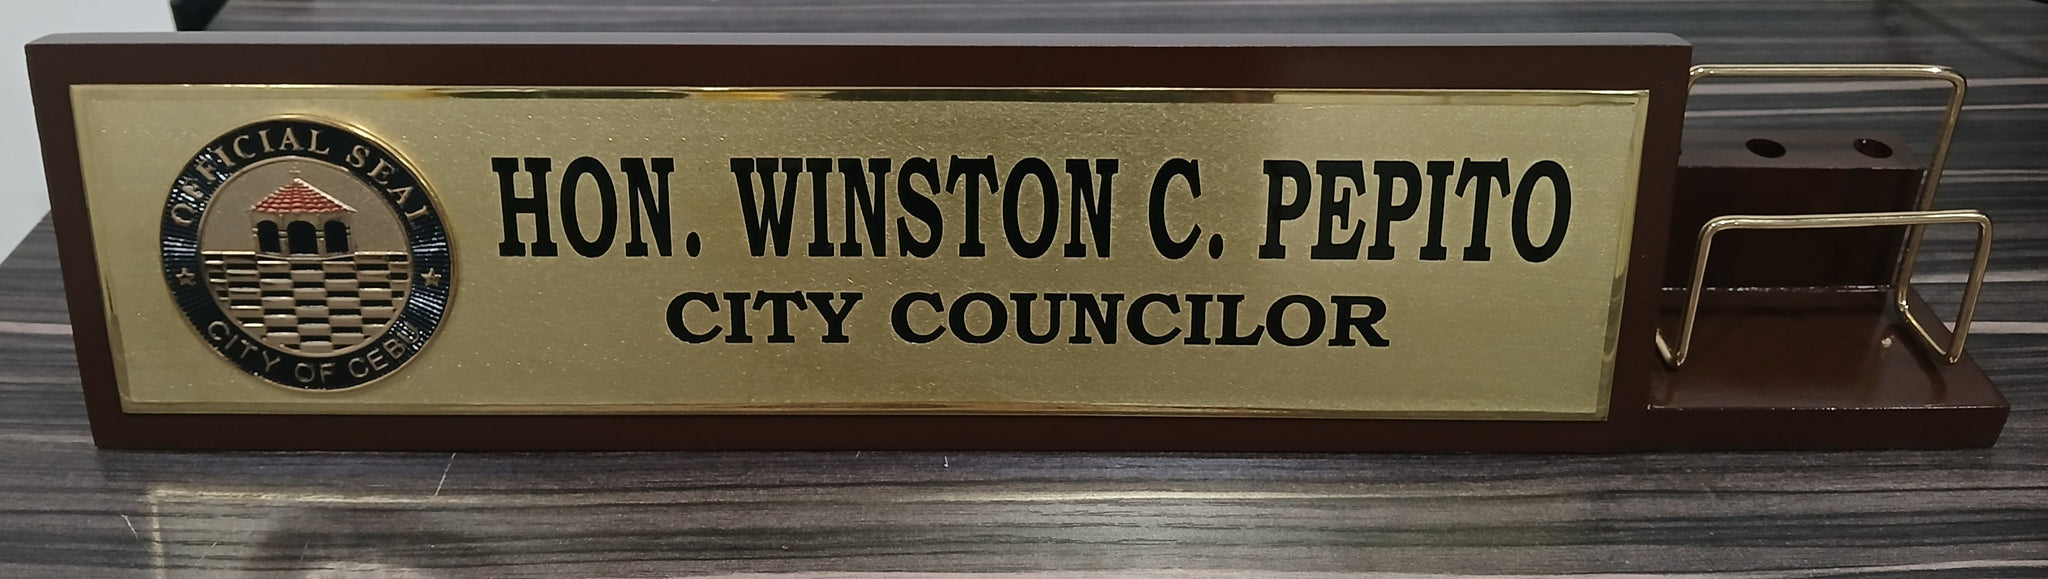 OFFICIAL SEAL
CITY OF CEBU
HON. WINSTON C. PEPITO
CITY COUNCILOR